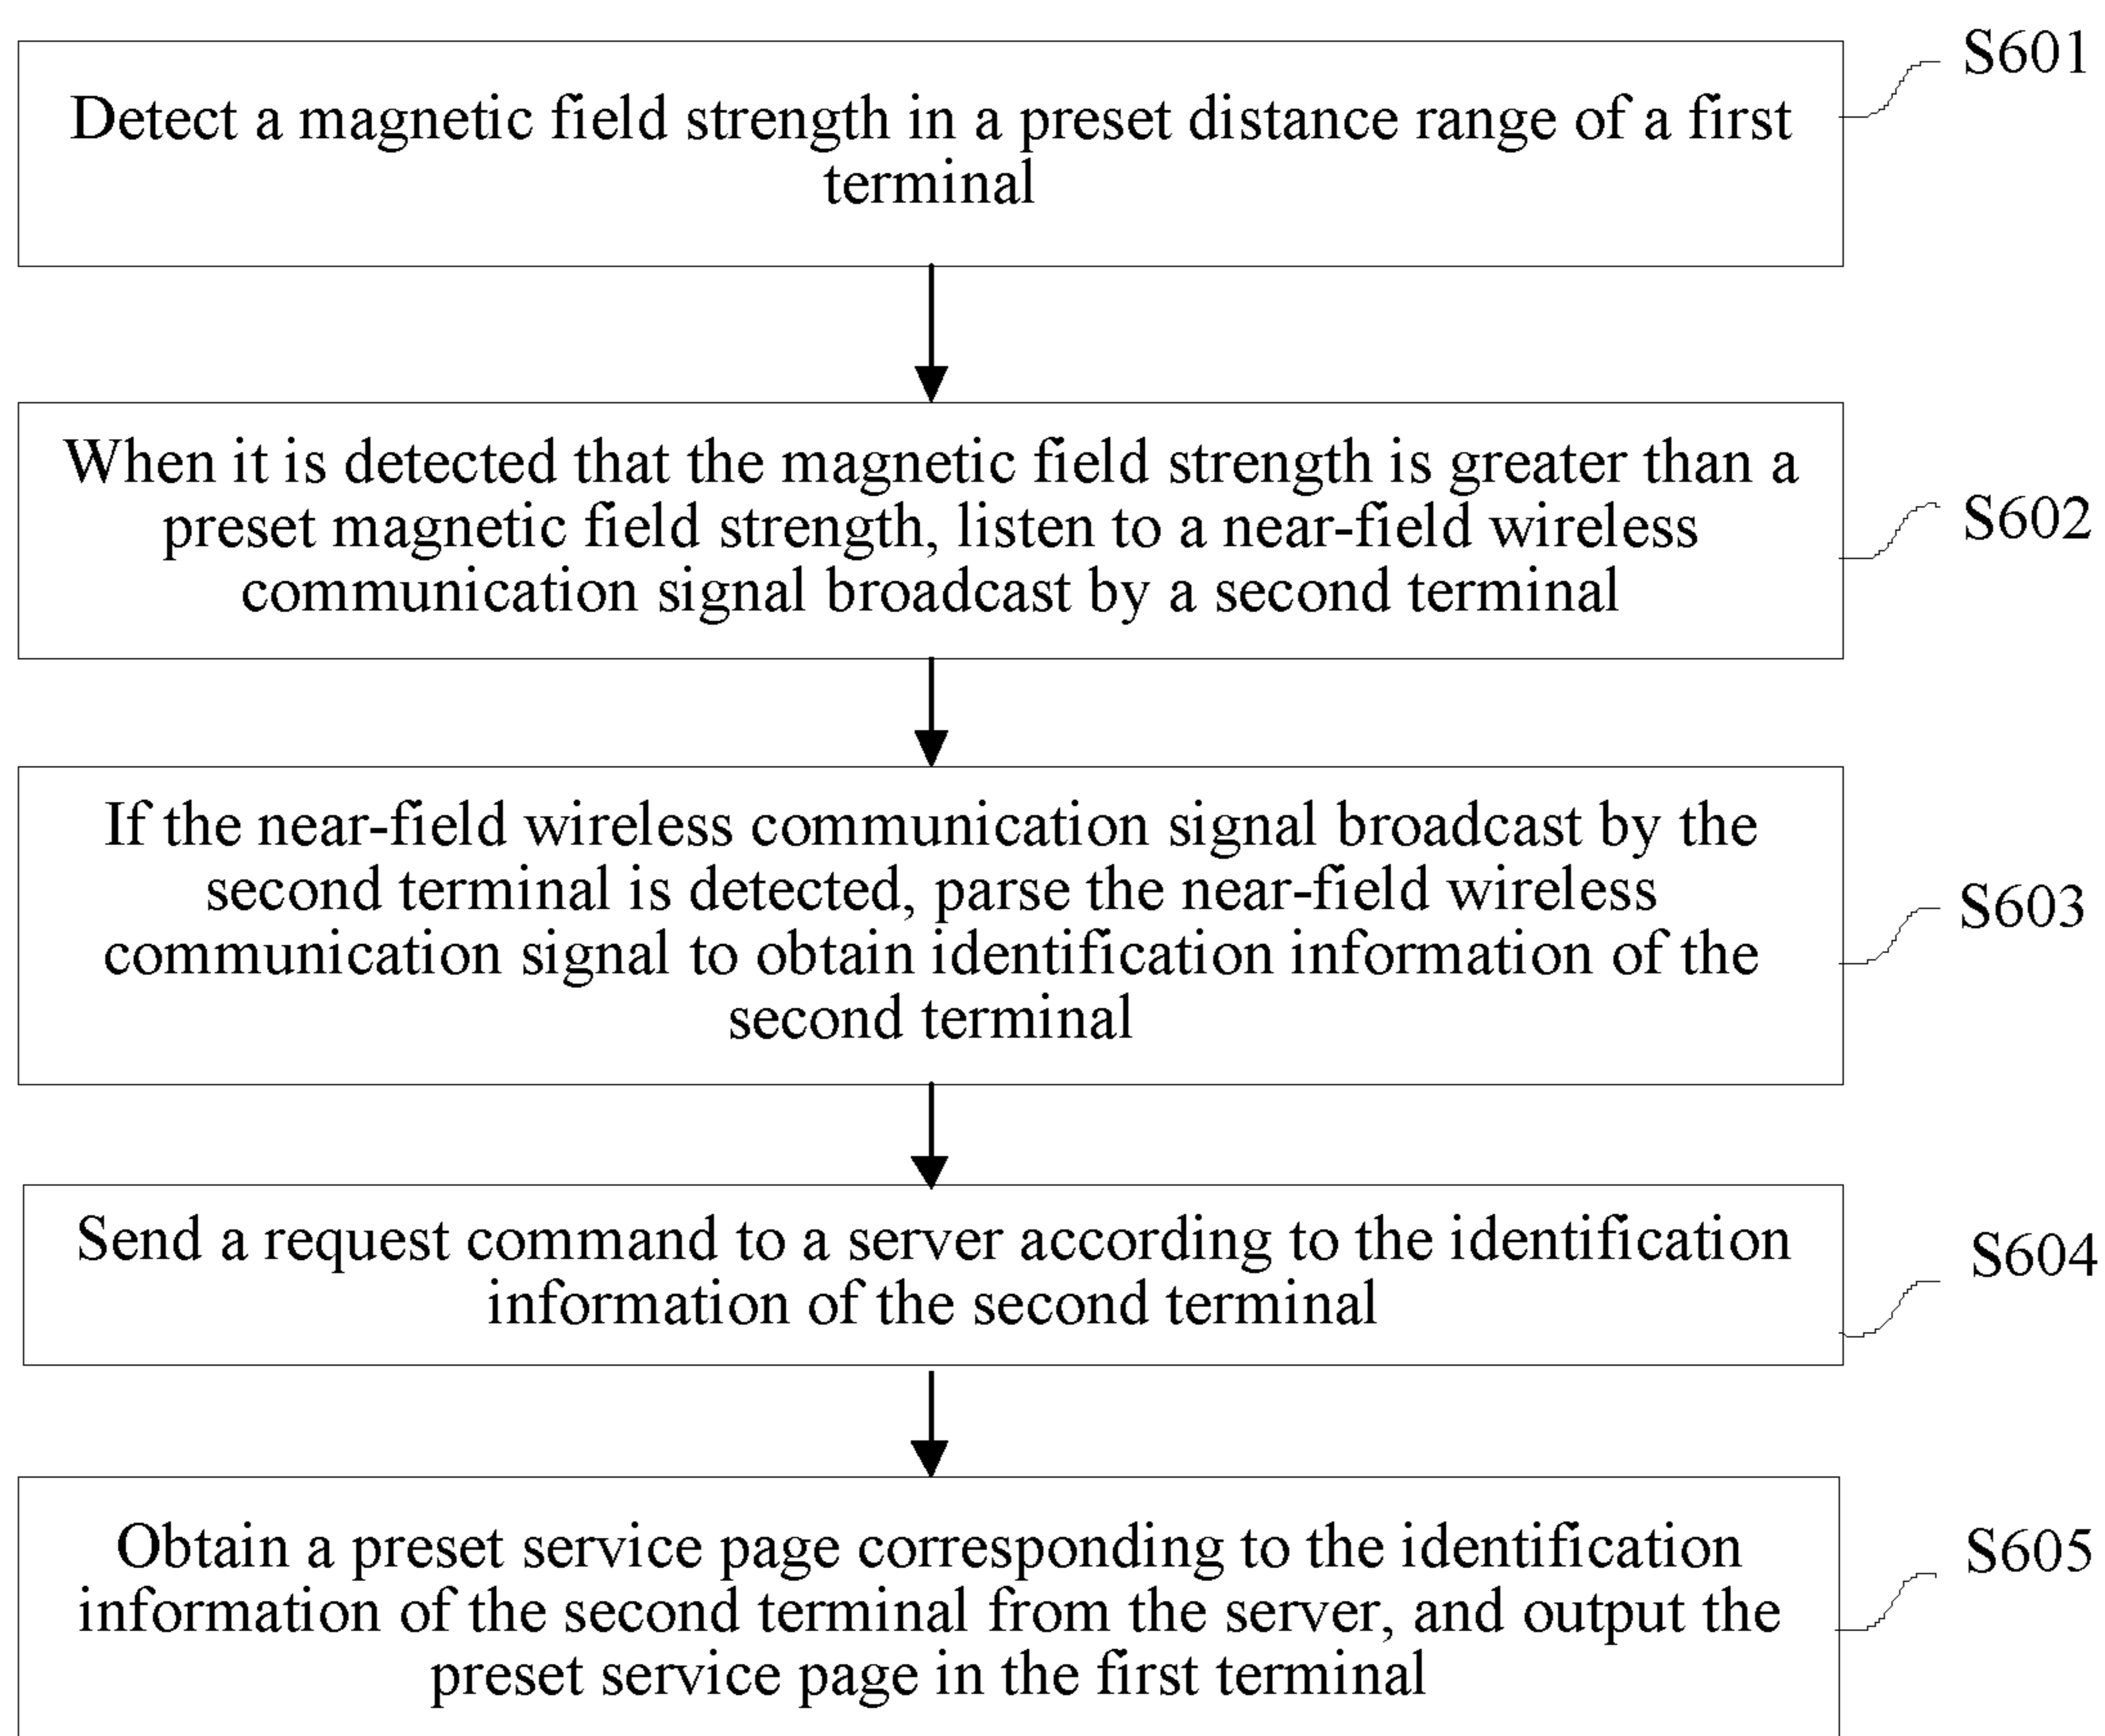 S601
Detect a magnetic field strength in a preset distance range of a first
terminal
When it is detected that the magnetic field strength is greater than a
preset magnetic field strength, listen to a near-field wireless
communication signal broadcast by a second terminal
S602
If the near-field wireless communication signal broadcast by the
second terminal is detected, parse the near-field wireless
communication signal to obtain identification information of the
second terminal
S603
Send a request command to a server according to the identification
information of the second terminal
S604
Obtain a preset service page corresponding to the identification
information of the second terminal from the server, and output the
preset service page in the first terminal
S605